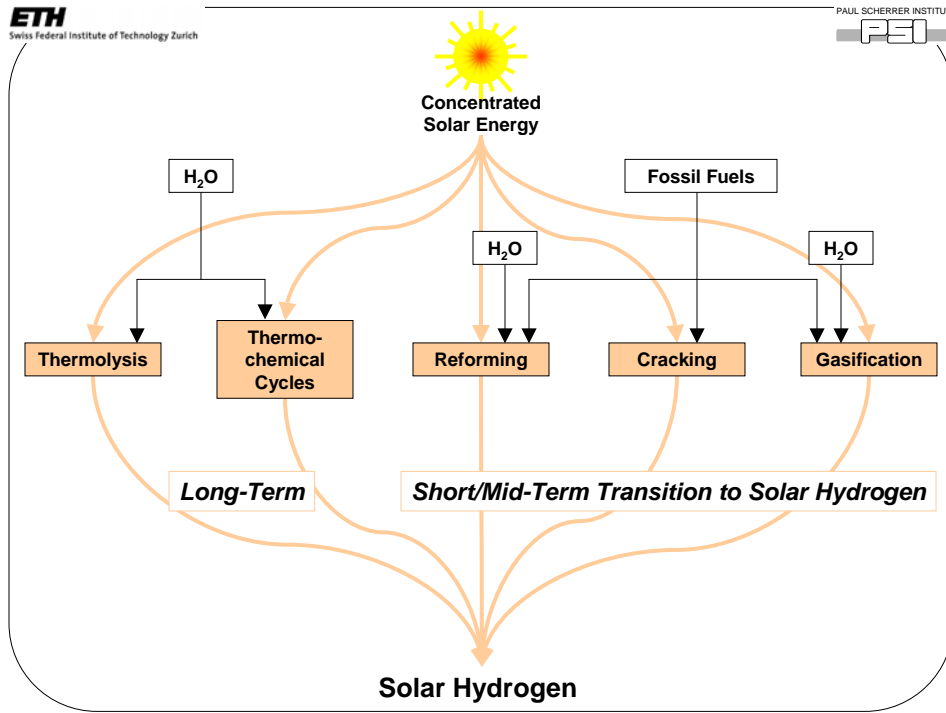 ETH
Swiss Federal Institute of Technology Zurich
PAUL SCHERRER INSTITU
PSI
Concentrated
Solar Energy
H₂O
Fossil Fuels
H₂O
H₂O
Thermolysis
Thermo-
chemical
Cycles
Reforming
Cracking
Gasification
Long-Term
Short/Mid-Term Transition to Solar Hydrogen
Solar Hydrogen